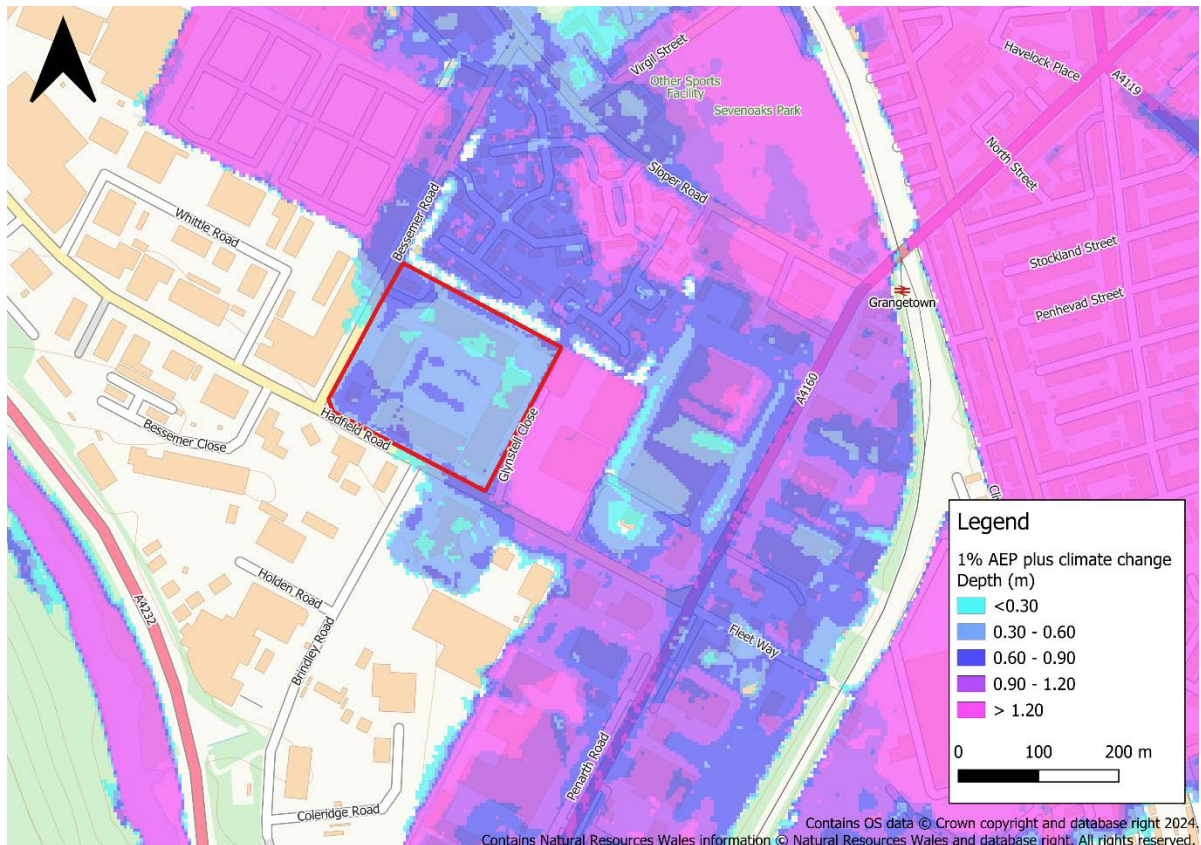 Virgil Street
Other Sports
Facility
Sevenoaks Park
Havelock Place
A4119
North Street
Sloper Road
Bessemer Road
Whittle Road
Stockland Street
Penhevad Street
Grangetown
A4160
Hadfield Road
Glynstell Close
Bessemer Close
Holden Road
A4232
Brindley Road
Fleet Way
Penarth Road
Coleridge Road
Legend
1% AEP plus climate change
Depth (m)
<0.30
0.30 - 0.60
0.60 - 0.90
0.90 - 1.20
> 1.20
0 100 200 m
Contains OS data © Crown copyright and database right 2024.
Contains Natural Resources Wales information © Natural Resources Wales and database right. All rights reserved.